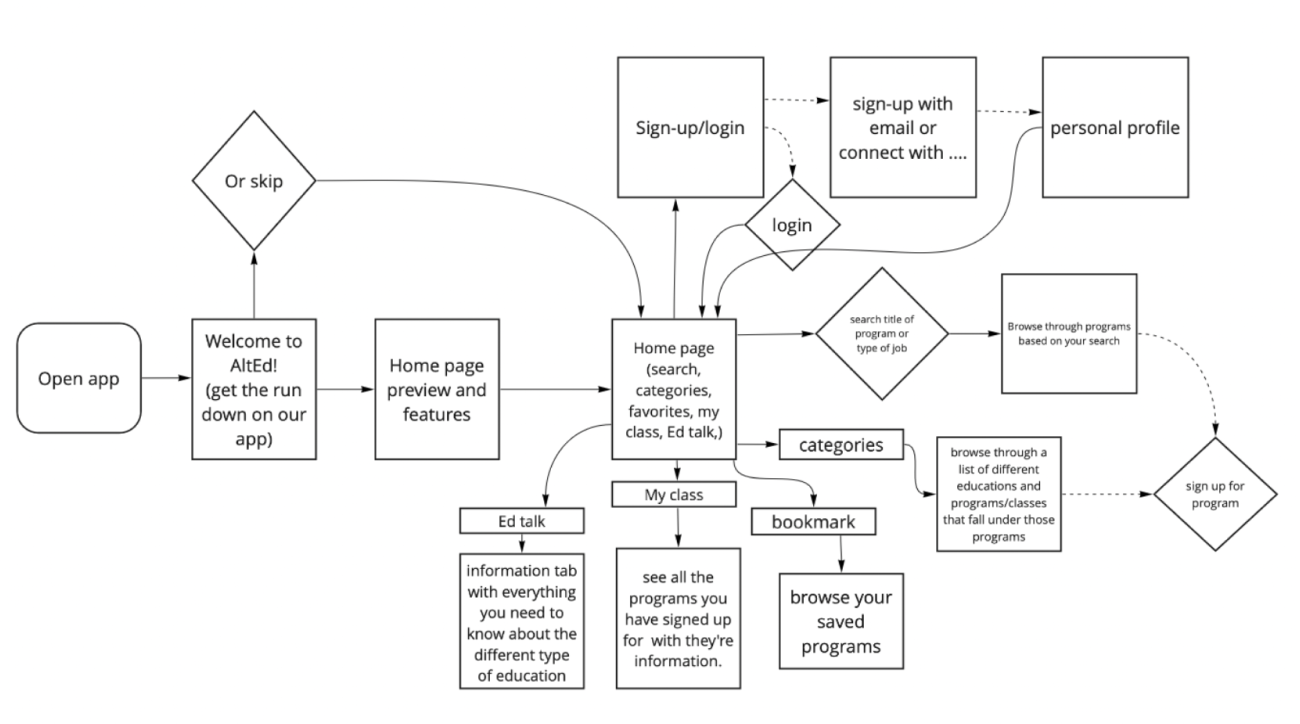 Sign-up/login
sign-up with
email or
connect with ....
personal profile
Or skip
login
Open app
Welcome to
AltEd!
(get the run
down on our
app)
Home page
preview and
features
Home page
(search,
categories,
favorites, my
class, Ed talk,)
search title of
program or
type of job
Browse through programs
based on your search
categories
browse through a
list of different
educations and
programs/classes
that fall under those
programs
sign up for
program
Ed talk
My class
bookmark
information tab
with everything
you need to
know about the
different type
of education
see all the
programs you
have signed up
for with they're
information.
browse your
saved
programs